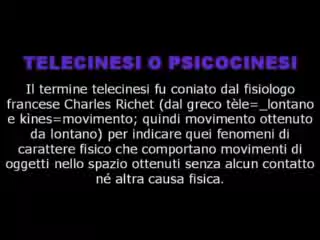 TELECINESI O PSICOCINESI
Il termine telecinesi fu coniato dal fisiologo
francese Charles Richet (dal greco tèle=_lontano
e kines=movimento; quindi movimento ottenuto
da lontano) per indicare quei fenomeni di
carattere fisico che comportano movimenti di
oggetti nello spazio ottenuti senza alcun contatto
né altra causa fisica.